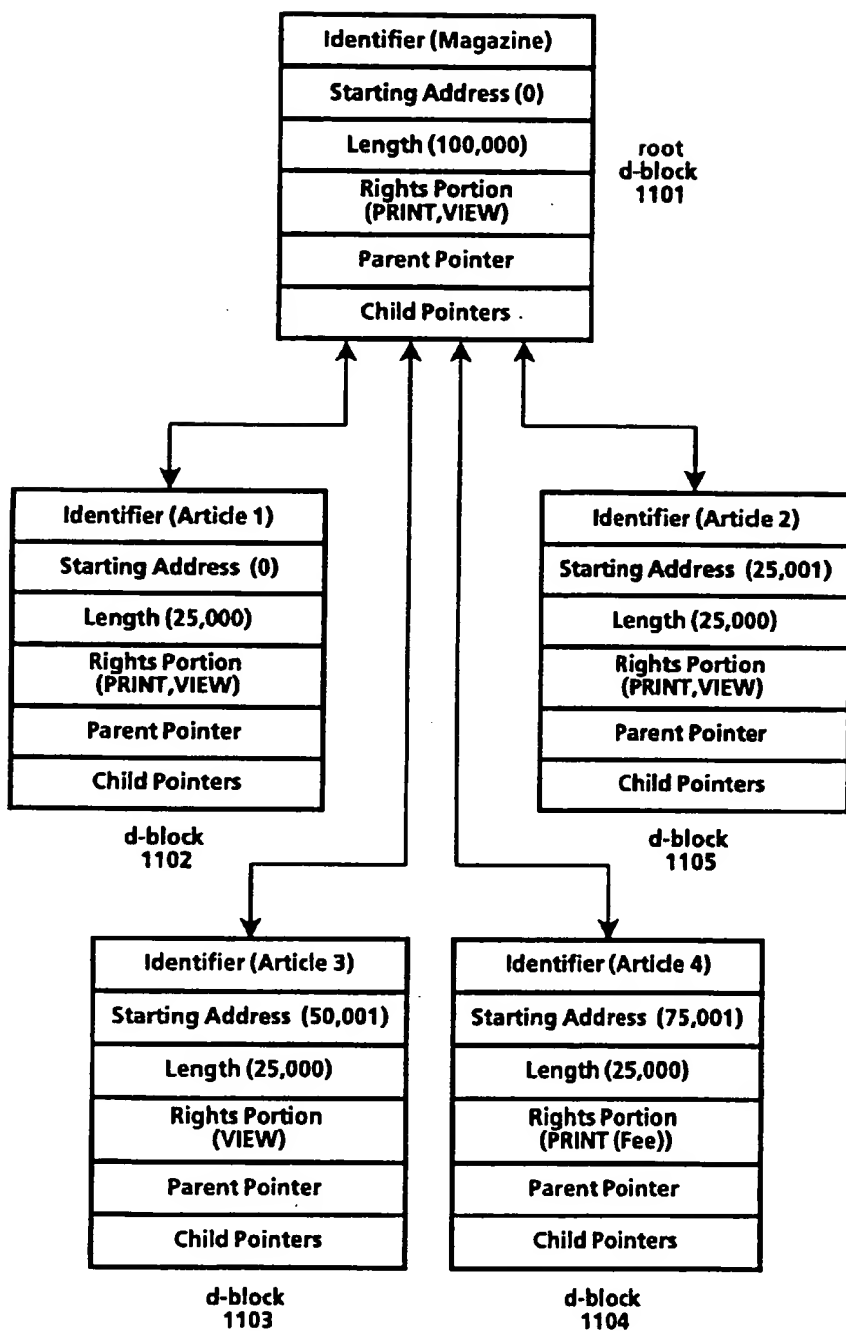 Identifier (Magazine)
Starting Address (0)
Length (100,000)
Rights Portion
(PRINT,VIEW)
Parent Pointer
Child Pointers
root
d-block
1101
Identifier (Article 1)
Starting Address (0)
Length (25,000)
Rights Portion
(PRINT,VIEW)
Parent Pointer
Child Pointers
d-block
1102
Identifier (Article 2)
Starting Address (25,001)
Length (25,000)
Rights Portion
(PRINT,VIEW)
Parent Pointer
Child Pointers
d-block
1105
Identifier (Article 3)
Starting Address (50,001)
Length (25,000)
Rights Portion
(VIEW)
Parent Pointer
Child Pointers
d-block
1103
Identifier (Article 4)
Starting Address (75,001)
Length (25,000)
Rights Portion
(PRINT (Fee))
Parent Pointer
Child Pointers
d-block
1104